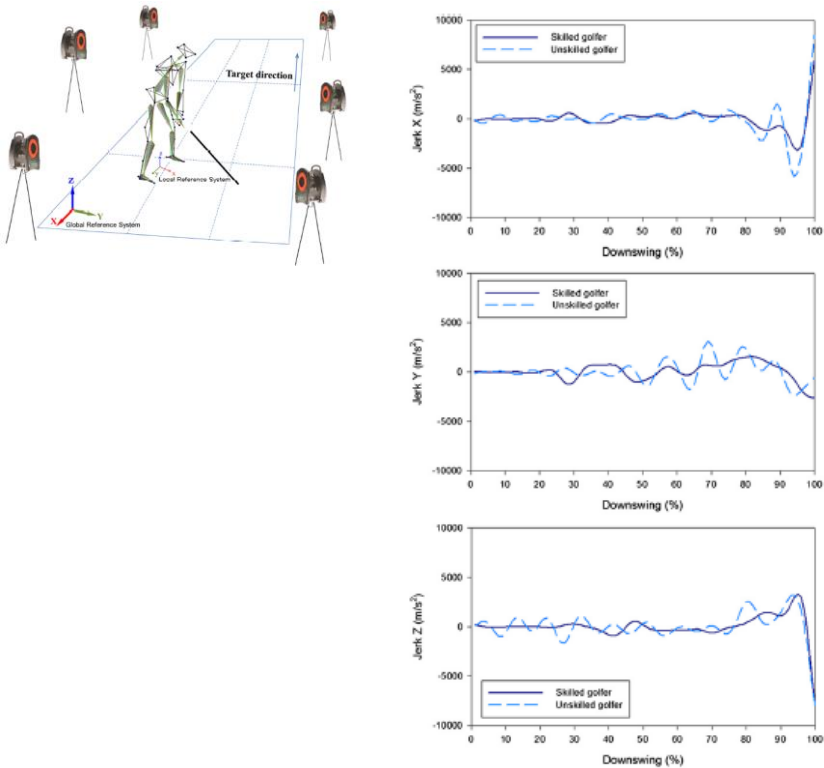 Target direction
Local Reference System
Z
X
Y
Global Reference System
10000
5000
0
-5000
-10000
Jerk X (m/s²)
Skilled golfer
Unskilled golfer
0 10 20 30 40 50 60 70 80 90 100
Downswing (%)
10000
5000
0
-5000
-10000
Jerk Y (m/s²)
Skilled golfer
Unskilled golfer
0 10 20 30 40 50 60 70 80 90 100
Downswing (%)
10000
5000
0
-5000
-10000
Jerk Z (m/s²)
Skilled golfer
Unskilled golfer
0 10 20 30 40 50 60 70 80 90 100
Downswing (%)